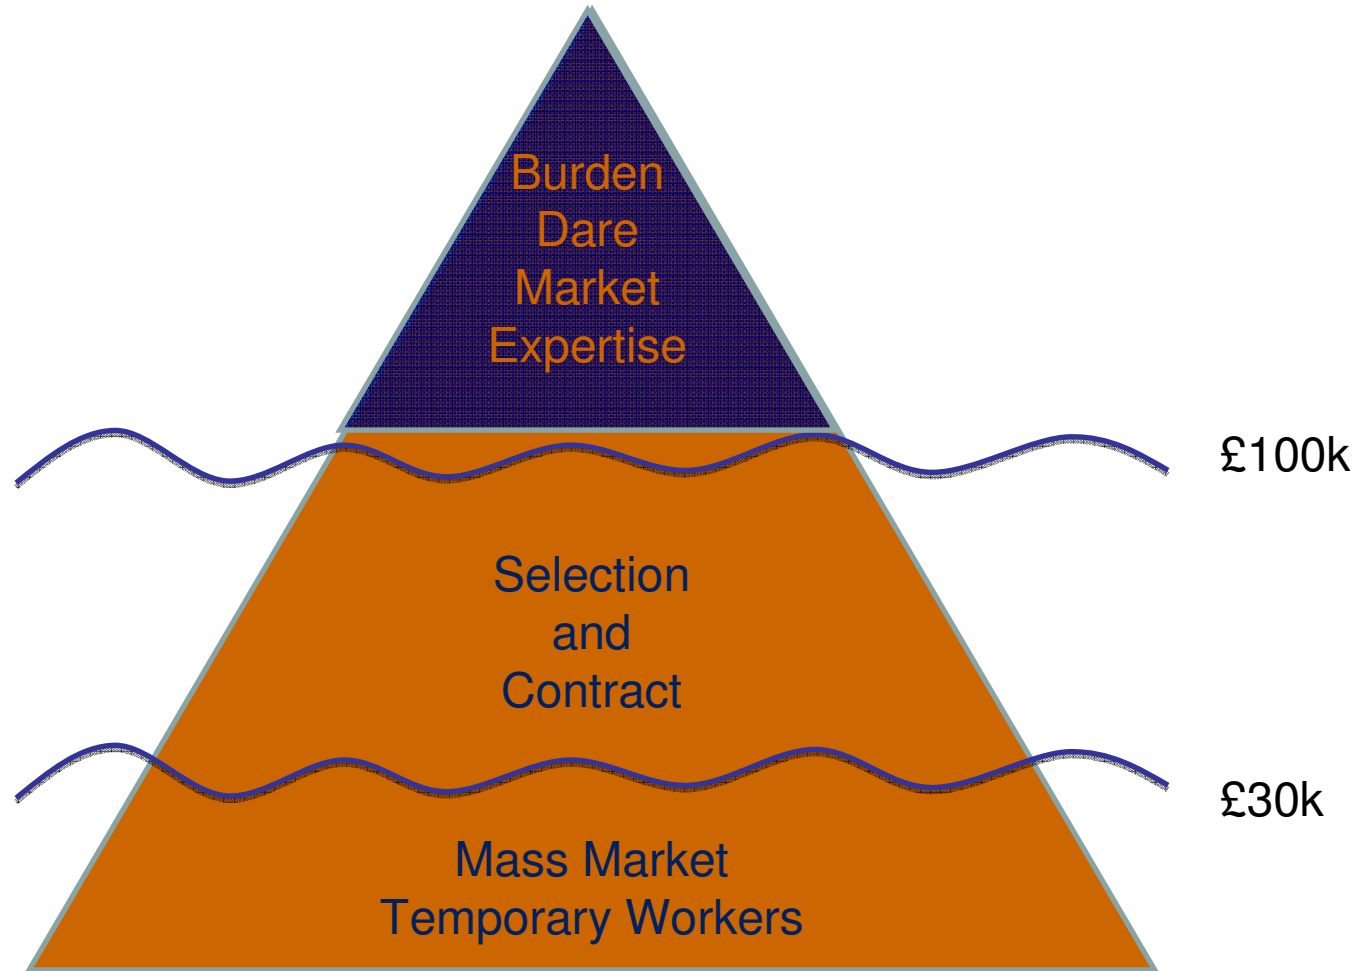 Burden
Dare
Market
Expertise
£100k
Selection
and
Contract
£30k
Mass Market
Temporary Workers